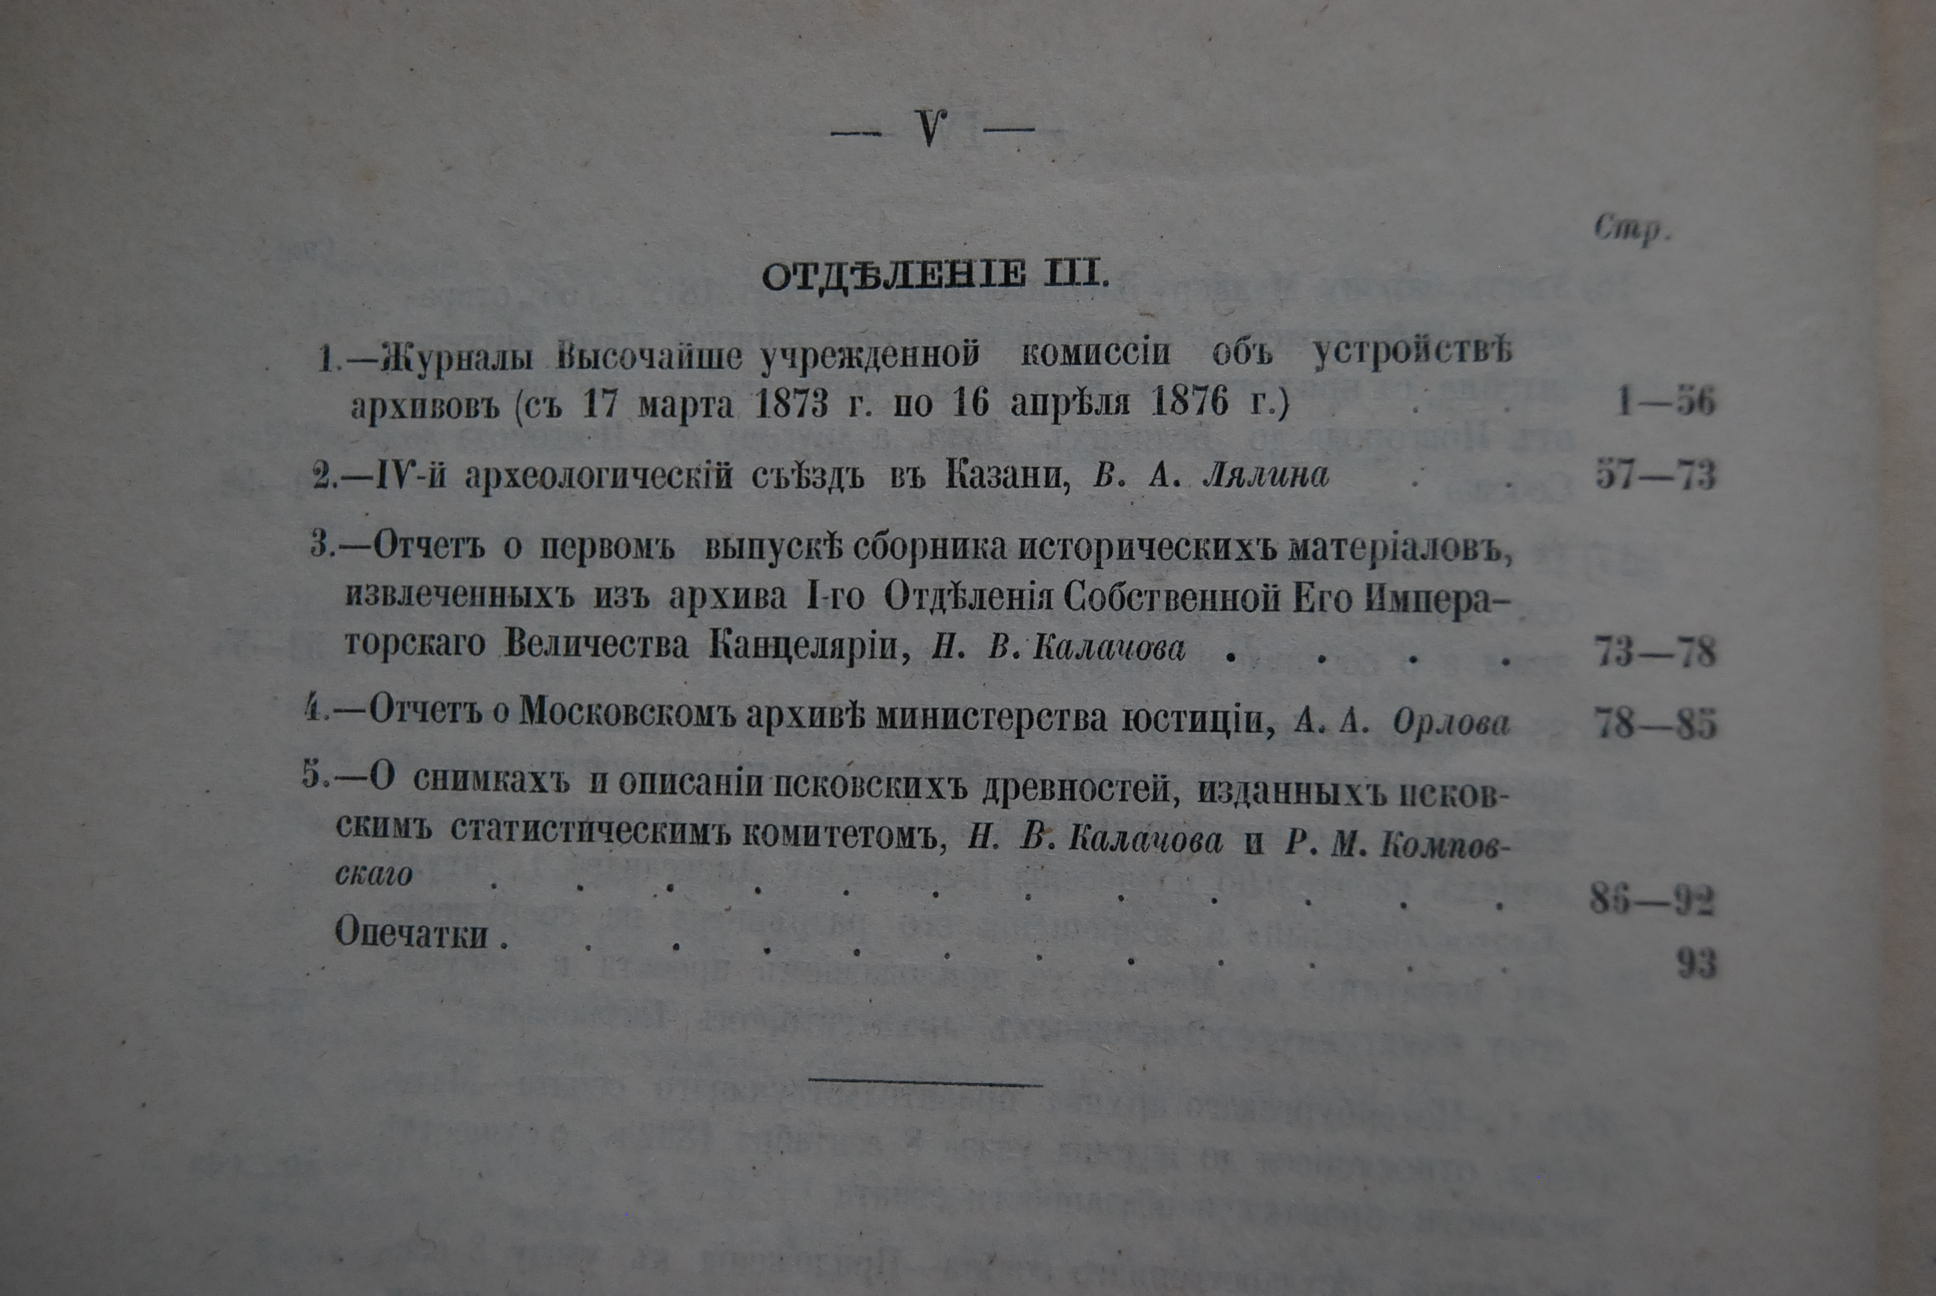 — V —
Стр.
ОТДѢЛЕНІЕ III.
1.—Журналы Высочайше учрежденной комиссіи объ устройствѣ
архивовъ (съ 17 марта 1873 г. по 16 апрѣля 1876 г.) . . 1—56
2.—IV-й археологическій съѣздъ въ Казани, В. А. Лялина . . 57—73
3.—Отчетъ о первомъ выпускѣ сборника историческихъ матеріаловъ,
извлеченныхъ изъ архива I-го Отдѣленія Собственной Его Импера-
торскаго Величества Канцеляріи, Н. В. Калачова . . . . 73—78
4.—Отчетъ о Московскомъ архивѣ министерства юстиціи, А. А. Орлова 78—85
5.—О снимкахъ и описаніи псковскихъ древностей, изданныхъ псков-
скимъ статистическимъ комитетомъ, Н. В. Калачова и Р. М. Компов-
скаго . . . . . . . . . . . . 86—92
Опечатки . . . . . . . . . . . . 93